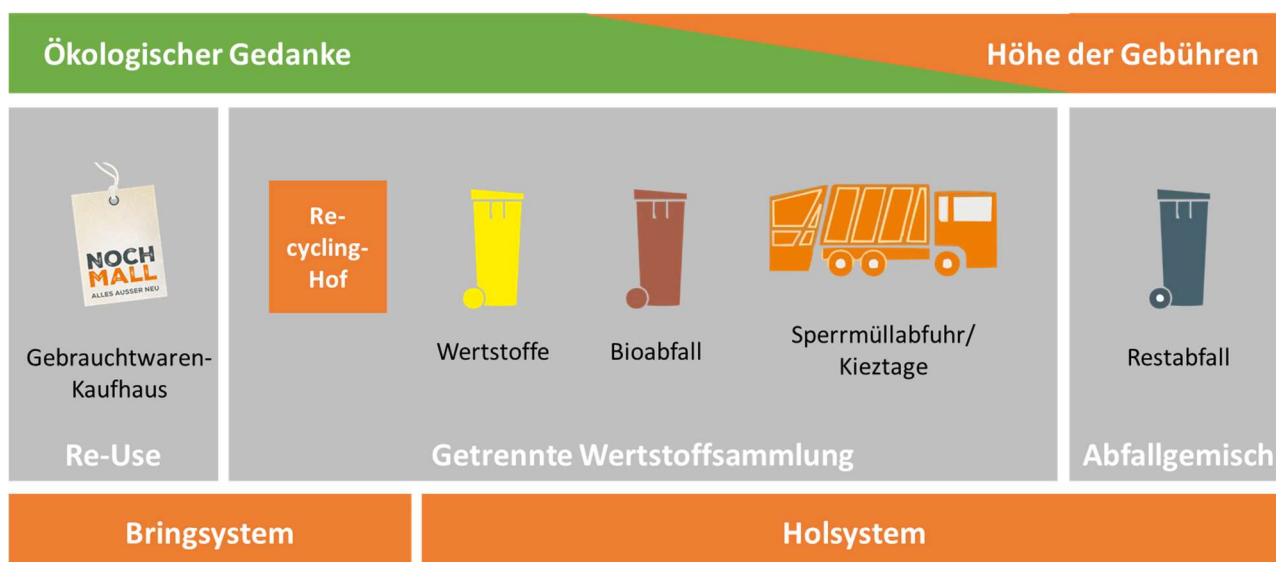 Ökologischer Gedanke
Höhe der Gebühren
NOCH
MALL
ALLES AUSSER NEU
Gebrauchtwaren-
Kaufhaus
Re-Use
Re-
cycling-
Hof
Wertstoffe
Bioabfall
Sperrmüllabfuhr/
Kieztage
Getrennte Wertstoffsammlung
Restabfall
Abfallgemisch
Bringsystem
Holsystem